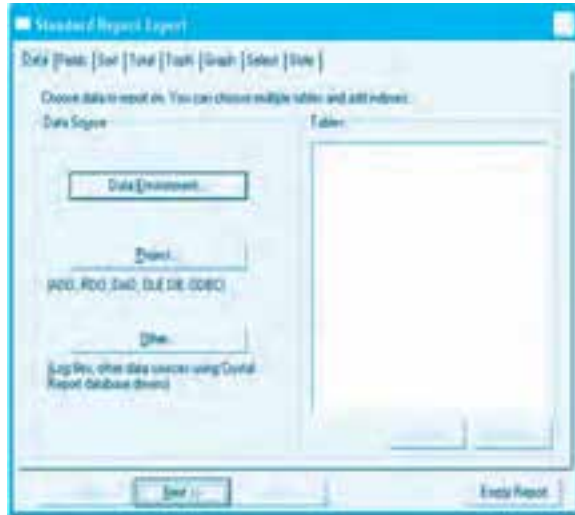 Standard Report Expert
Data Fields Sort Total TopN Graph Select Style
Choose data to report on. You can choose multiple tables and add indexes.
Data Source
Tables
Data Environment...
Project...
(ADO, RDO, DAO, OLE DB, ODBC)
Other...
(Log files, other data sources using Crystal
Report database drivers)
Next >>
Empty Report